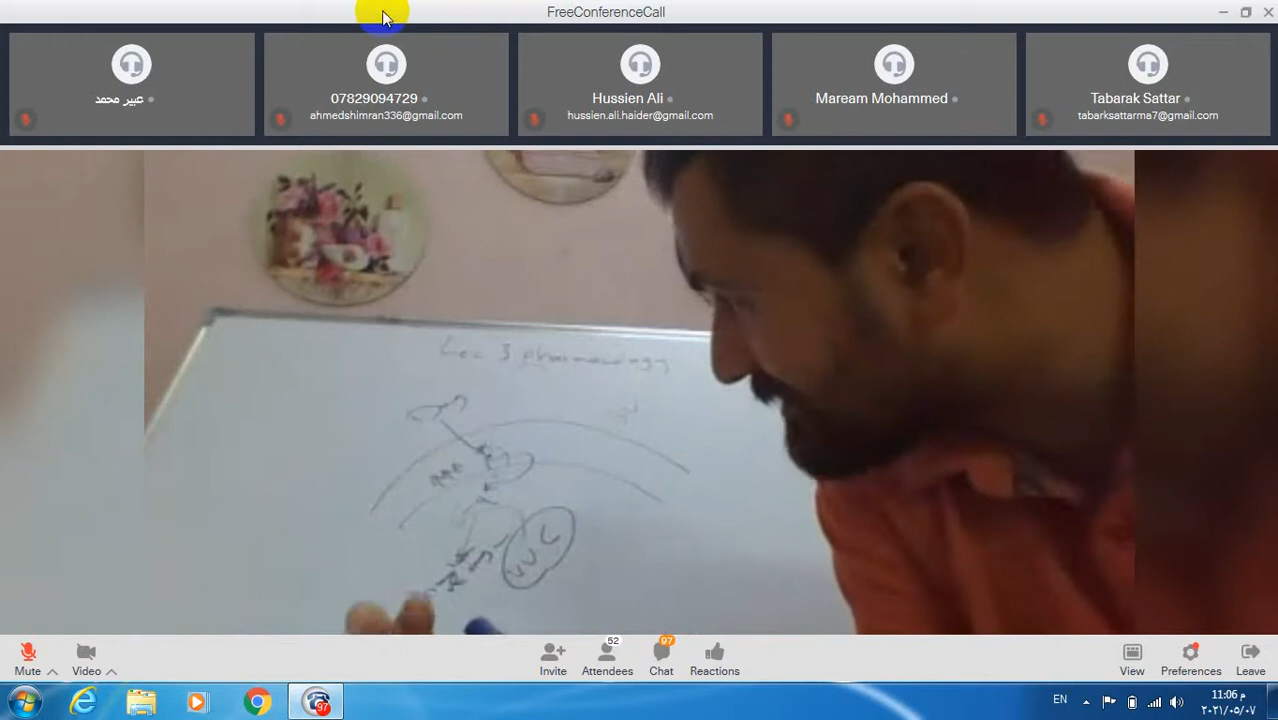 FreeConferenceCall
عبير محمد
07829094729
ahmedshimran336@gmail.com
Hussien Ali
hussien.ali.haider@gmail.com
Maream Mohammed
Tabarak Sattar
tabarksattarma7@gmail.com
Lec 3 pharmacology
Mute
Video
Invite
52
Attendees
97
Chat
Reactions
View
Preferences
Leave
97
EN
11:06 م
٢٠٢١/٠٥/٠٧